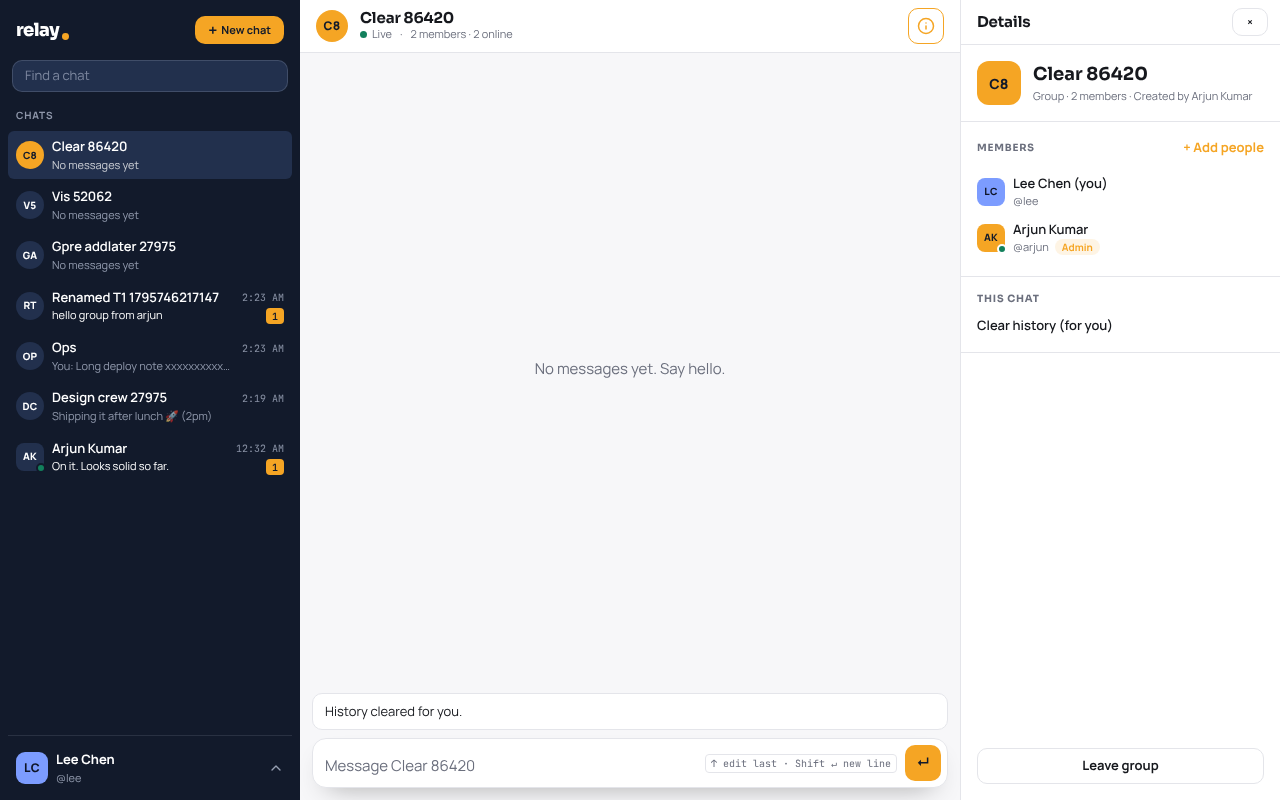 relay.
+ New chat
Find a chat
CHATS
C8
Clear 86420
No messages yet
V5
Vis 52062
No messages yet
GA
Gpre addlater 27975
No messages yet
RT
Renamed T1 1795746217147
2:23 AM
hello group from arjun
1
OP
Ops
2:23 AM
You: Long deploy note xxxxxxxxxx...
DC
Design crew 27975
2:19 AM
Shipping it after lunch 🚀 (2pm)
AK
Arjun Kumar
12:32 AM
On it. Looks solid so far.
1
LC
Lee Chen
@lee
C8
Clear 86420
Live · 2 members · 2 online
No messages yet. Say hello.
History cleared for you.
Message Clear 86420
↑ edit last · Shift ↵ new line
Details
×
C8
Clear 86420
Group · 2 members · Created by Arjun Kumar
MEMBERS
+ Add people
LC
Lee Chen (you)
@lee
AK
Arjun Kumar
@arjun Admin
THIS CHAT
Clear history (for you)
Leave group